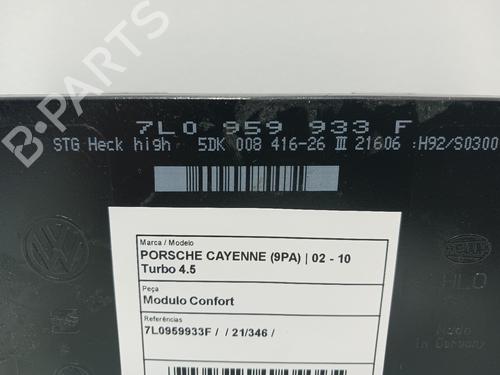 7L0 959 933 F
STG Heck high 5DK 008 416-26 III 21606 :H92/S0300
B-PARTS
Marca / Modelo
PORSCHE CAYENNE (9PA) | 02 - 10
Turbo 4.5
Peça
Modulo Confort
Referências
7L0959933F / / 21/346 /
HLO
Made
in Germany